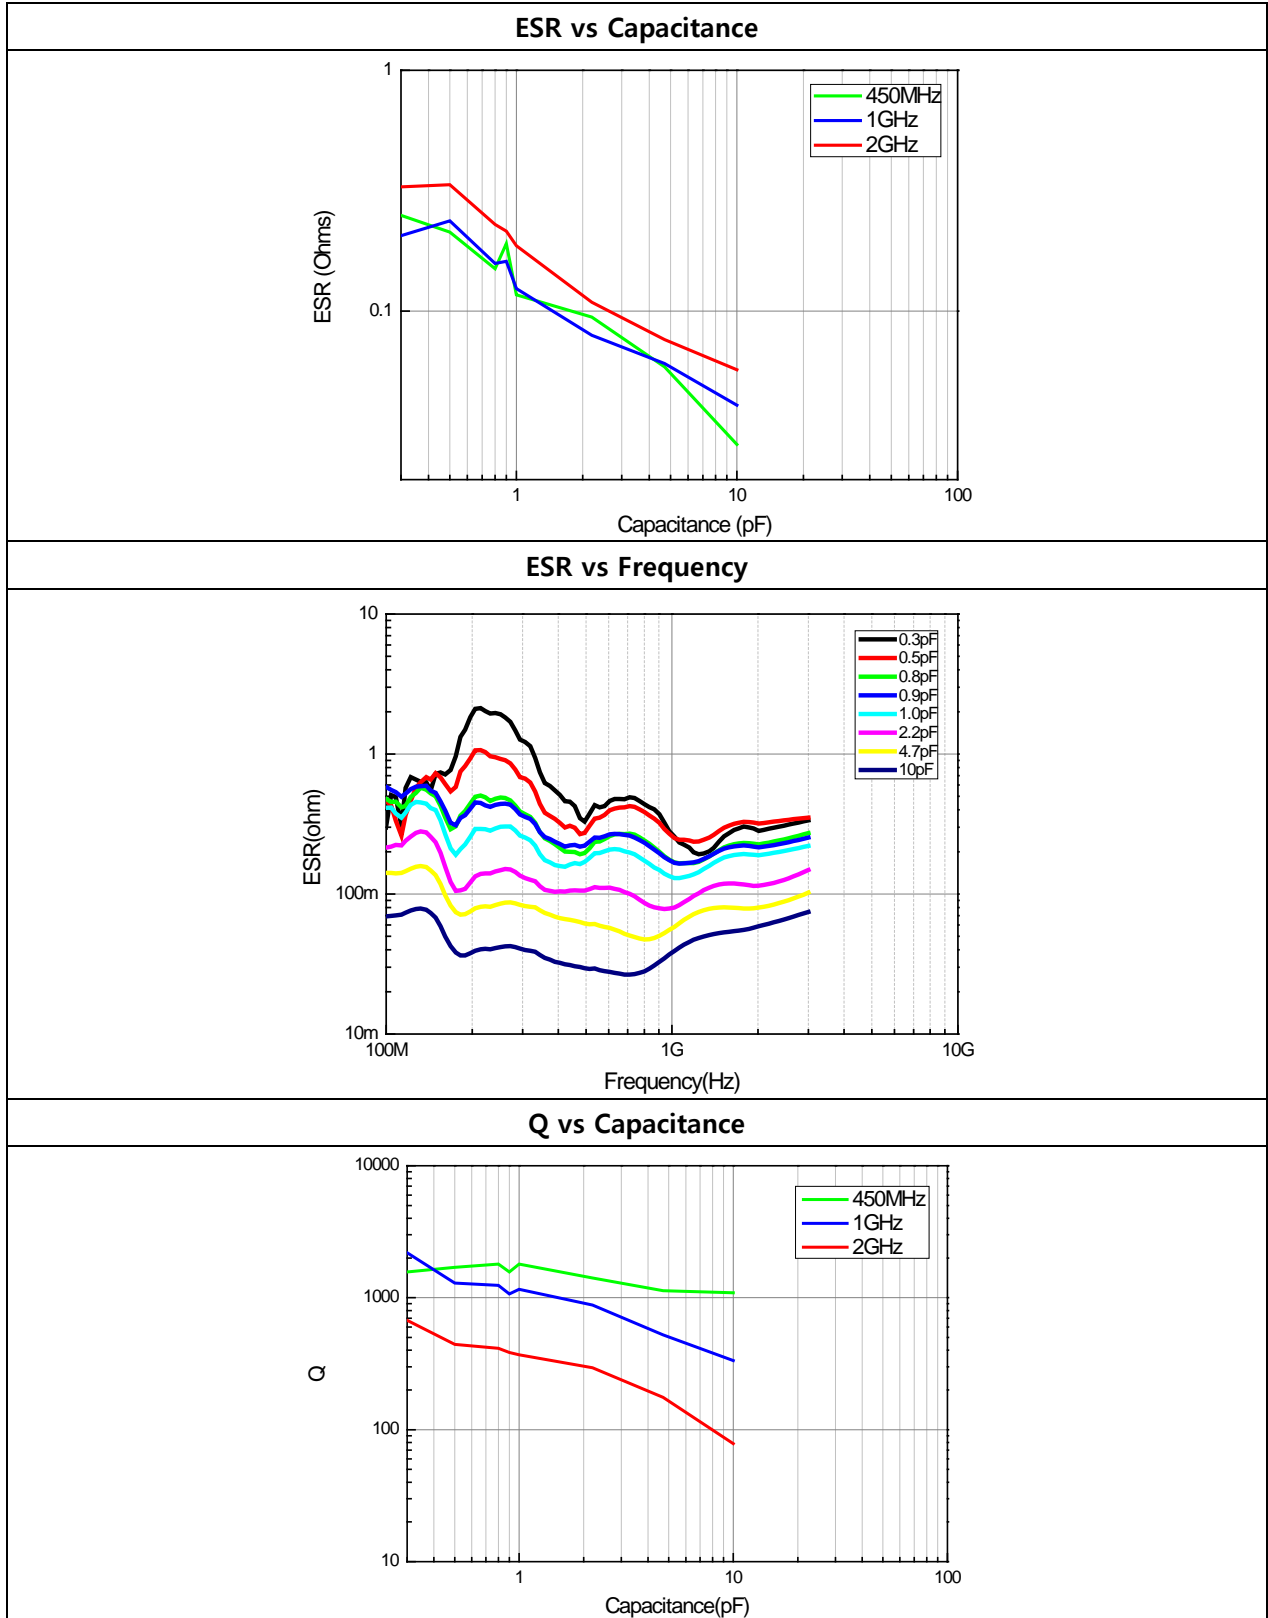 ESR vs Capacitance
1
450MHz
1GHz
2GHz
ESR (Ohms)
0.1
1
10
100
Capacitance (pF)
ESR vs Frequency
10
0.3pF
0.5pF
0.8pF
0.9pF
1.0pF
2.2pF
4.7pF
10pF
1
ESR(ohm)
100m
10m
100M
1G
10G
Frequency(Hz)
Q vs Capacitance
10000
450MHz
1GHz
2GHz
1000
Q
100
10
1
10
100
Capacitance(pF)